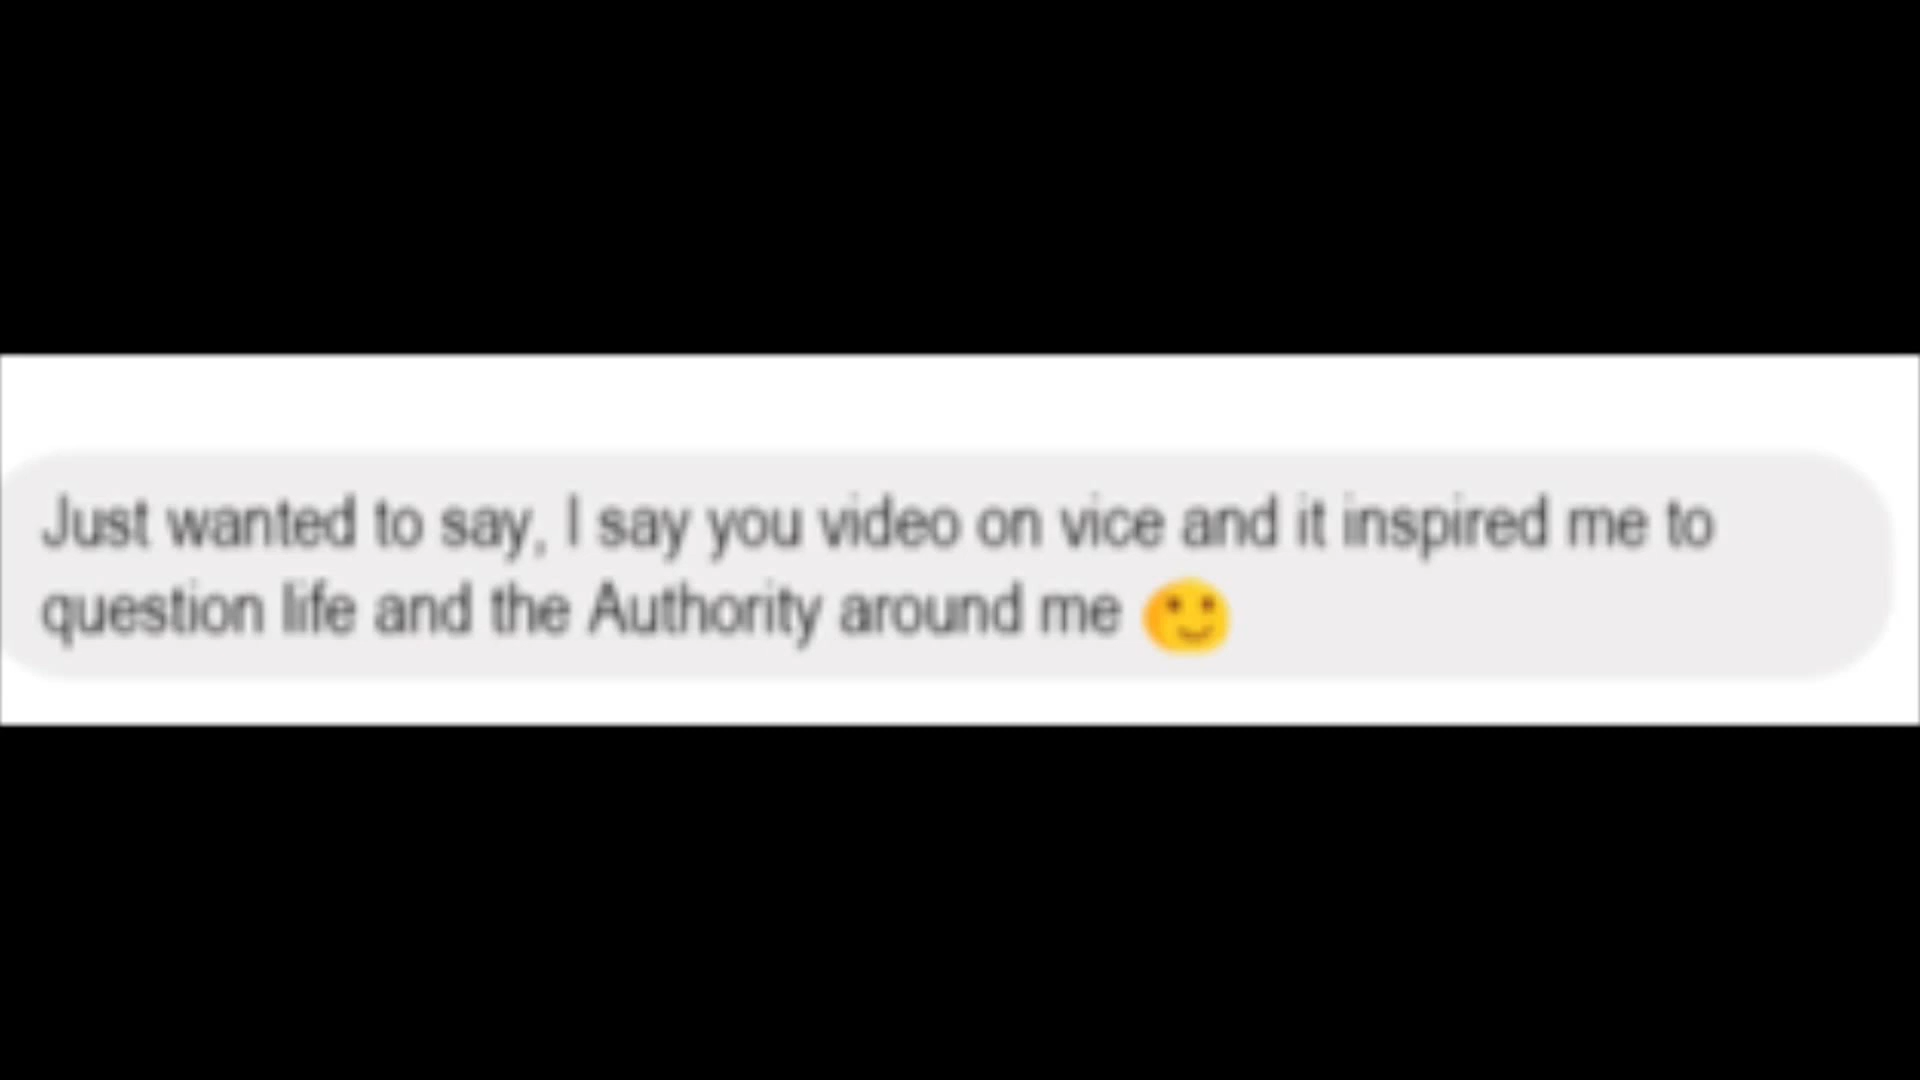 Just wanted to say, I say you video on vice and it inspired me to
question life and the Authority around me 🙂